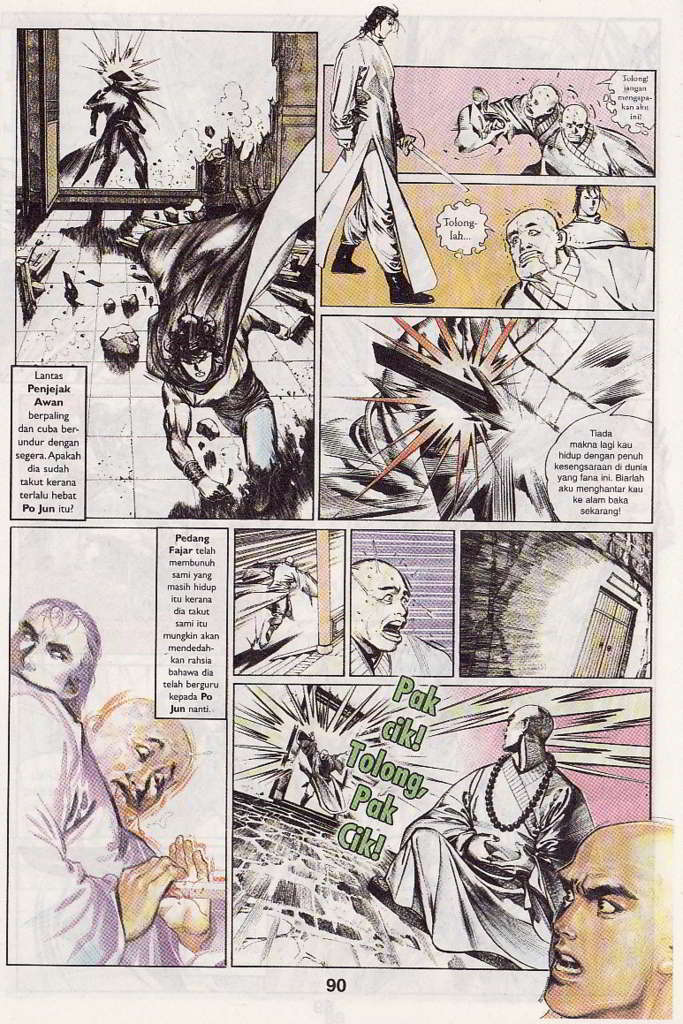 Tolong!
jangan
mengapa-
kan aku
ini!
Tolong-
lah...
Lantas
Penjejak
Awan
berpaling
dan cuba ber-
undur dengan
segera. Apakah
dia sudah
takut kerana
terlalu hebat
Po Jun itu?
Tiada
makna lagi kau
hidup dengan penuh
kesengsaraan di dunia
yang fana ini. Biarlah
aku menghantar kau
ke alam baka
sekarang!
Pedang
Fajar telah
membunuh
sami yang
masih hidup
itu kerana
dia takut
sami itu
mungkin akan
mendedah-
kan rahsia
bahawa dia
telah berguru
kepada Po
Jun nanti.
Pak
cik!
Tolong,
Pak
Cik!
90